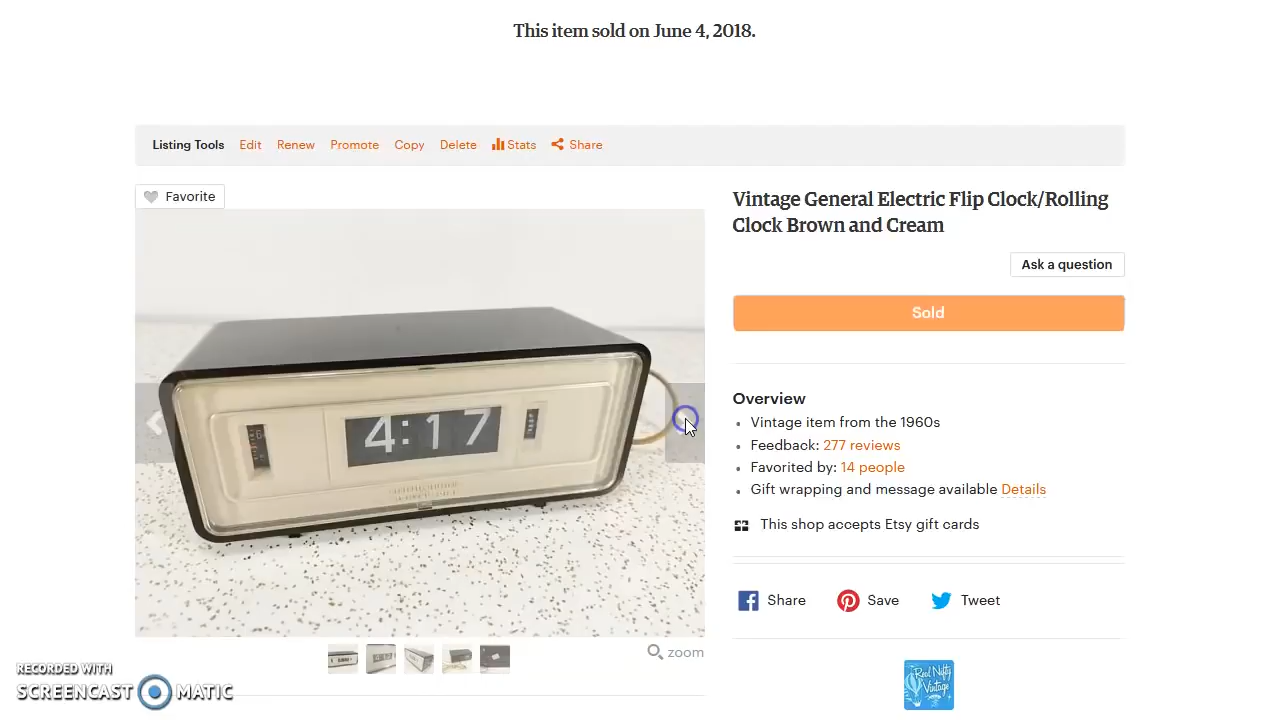 This item sold on June 4, 2018.
Listing Tools Edit Renew Promote Copy Delete Stats Share
Favorite
Vintage General Electric Flip Clock/Rolling
Clock Brown and Cream
Ask a question
Sold
4:17
Overview
Vintage item from the 1960s
Feedback: 277 reviews
Favorited by: 14 people
Gift wrapping and message available Details
This shop accepts Etsy gift cards
Share Save Tweet
zoom
Real Nifty
Vintage
RECORDED WITH
SCREENCAST MATIC